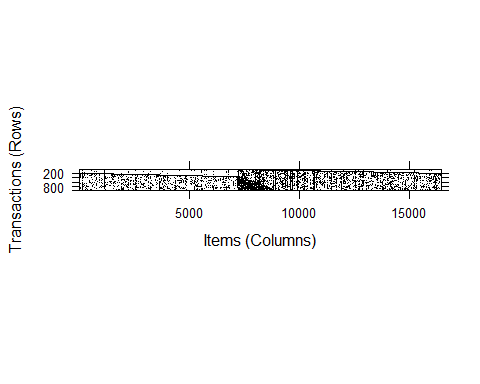 Transactions (Rows)
200
800
5000 10000 15000
Items (Columns)